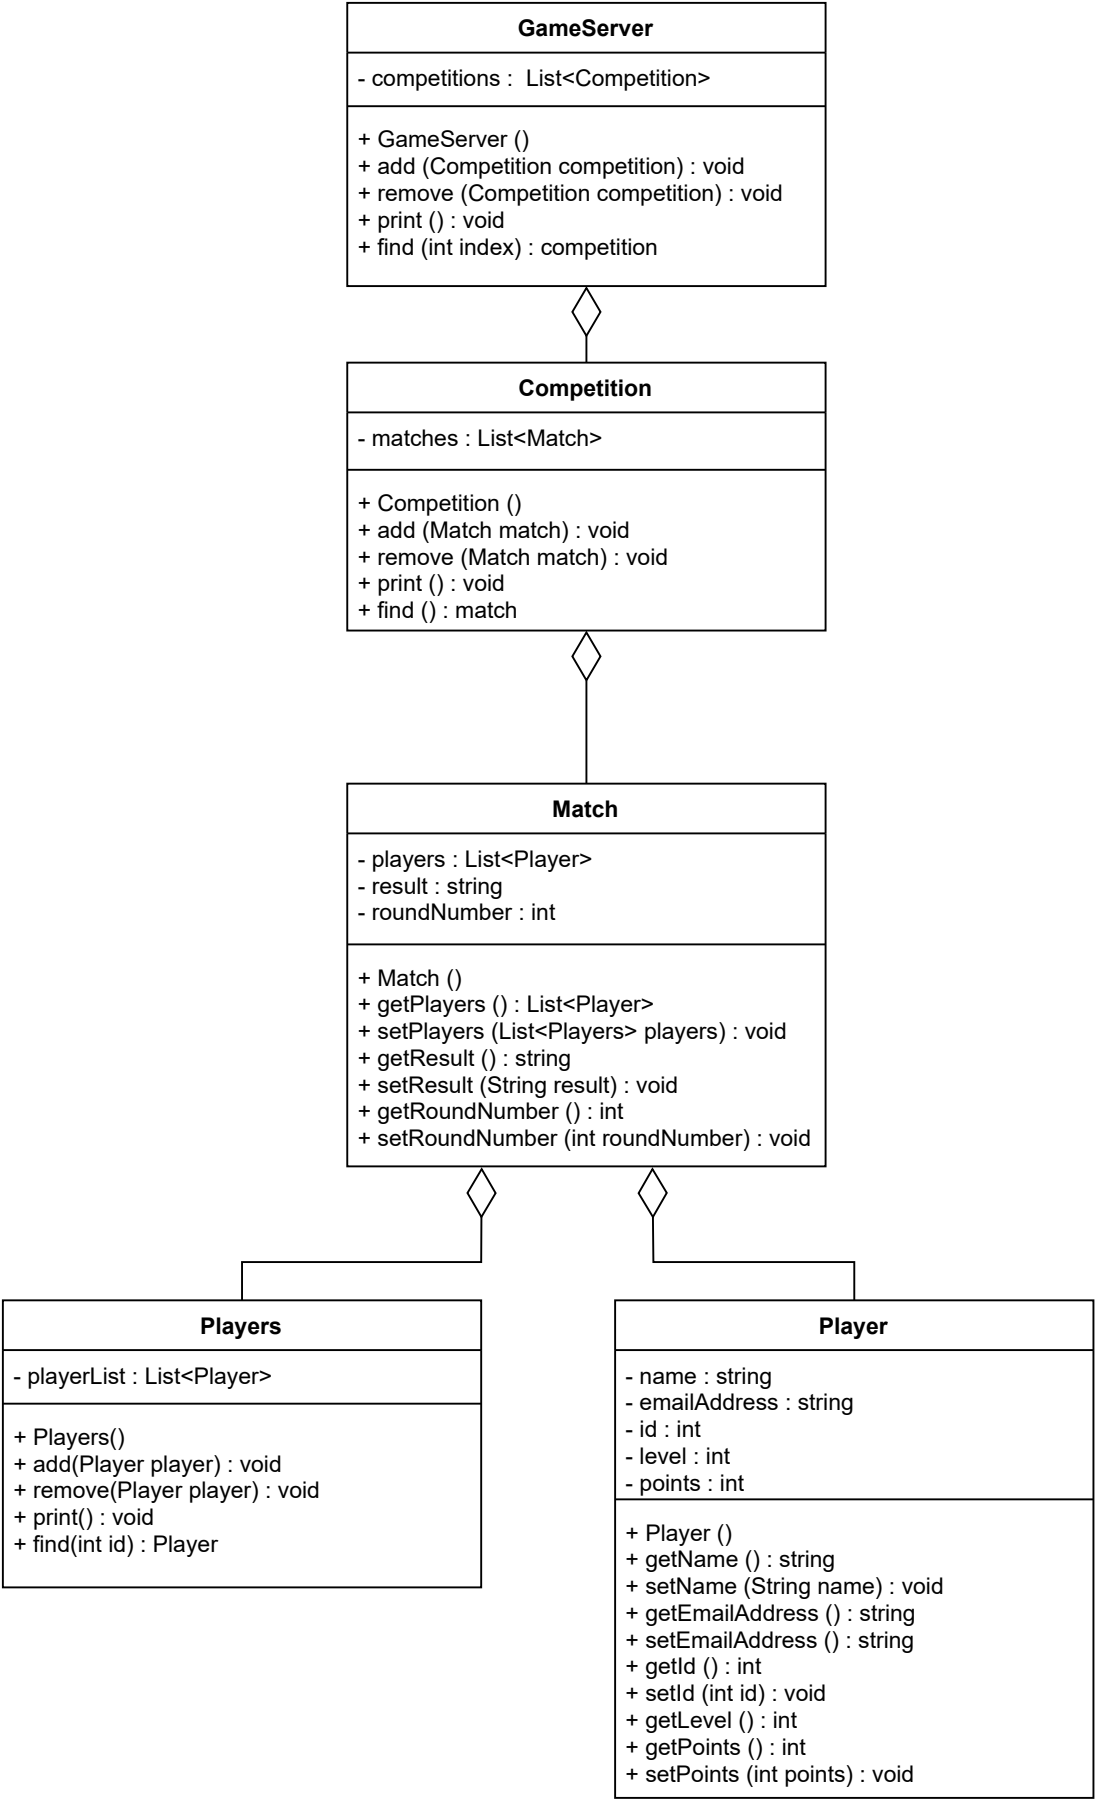 GameServer
- competitions :  List<Competition>
+ GameServer ()
+ add (Competition competition) : void
+ remove (Competition competition) : void
+ print () : void
+ find (int index) : competition
Competition
- matches : List<Match>
+ Competition ()
+ add (Match match) : void
+ remove (Match match) : void
+ print () : void
+ find () : match
Match
- players : List<Player>
- result : string
- roundNumber : int
+ Match ()
+ getPlayers () : List<Player>
+ setPlayers (List<Players> players) : void
+ getResult () : string
+ setResult (String result) : void
+ getRoundNumber () : int
+ setRoundNumber (int roundNumber) : void
Players
- playerList : List<Player>
+ Players()
+ add(Player player) : void
+ remove(Player player) : void
+ print() : void
+ find(int id) : Player
Player
- name : string
- emailAddress : string
- id : int
- level : int
- points : int
+ Player ()
+ getName () : string
+ setName (String name) : void
+ getEmailAddress () : string
+ setEmailAddress () : string
+ getId () : int
+ setId (int id) : void
+ getLevel () : int
+ getPoints () : int
+ setPoints (int points) : void